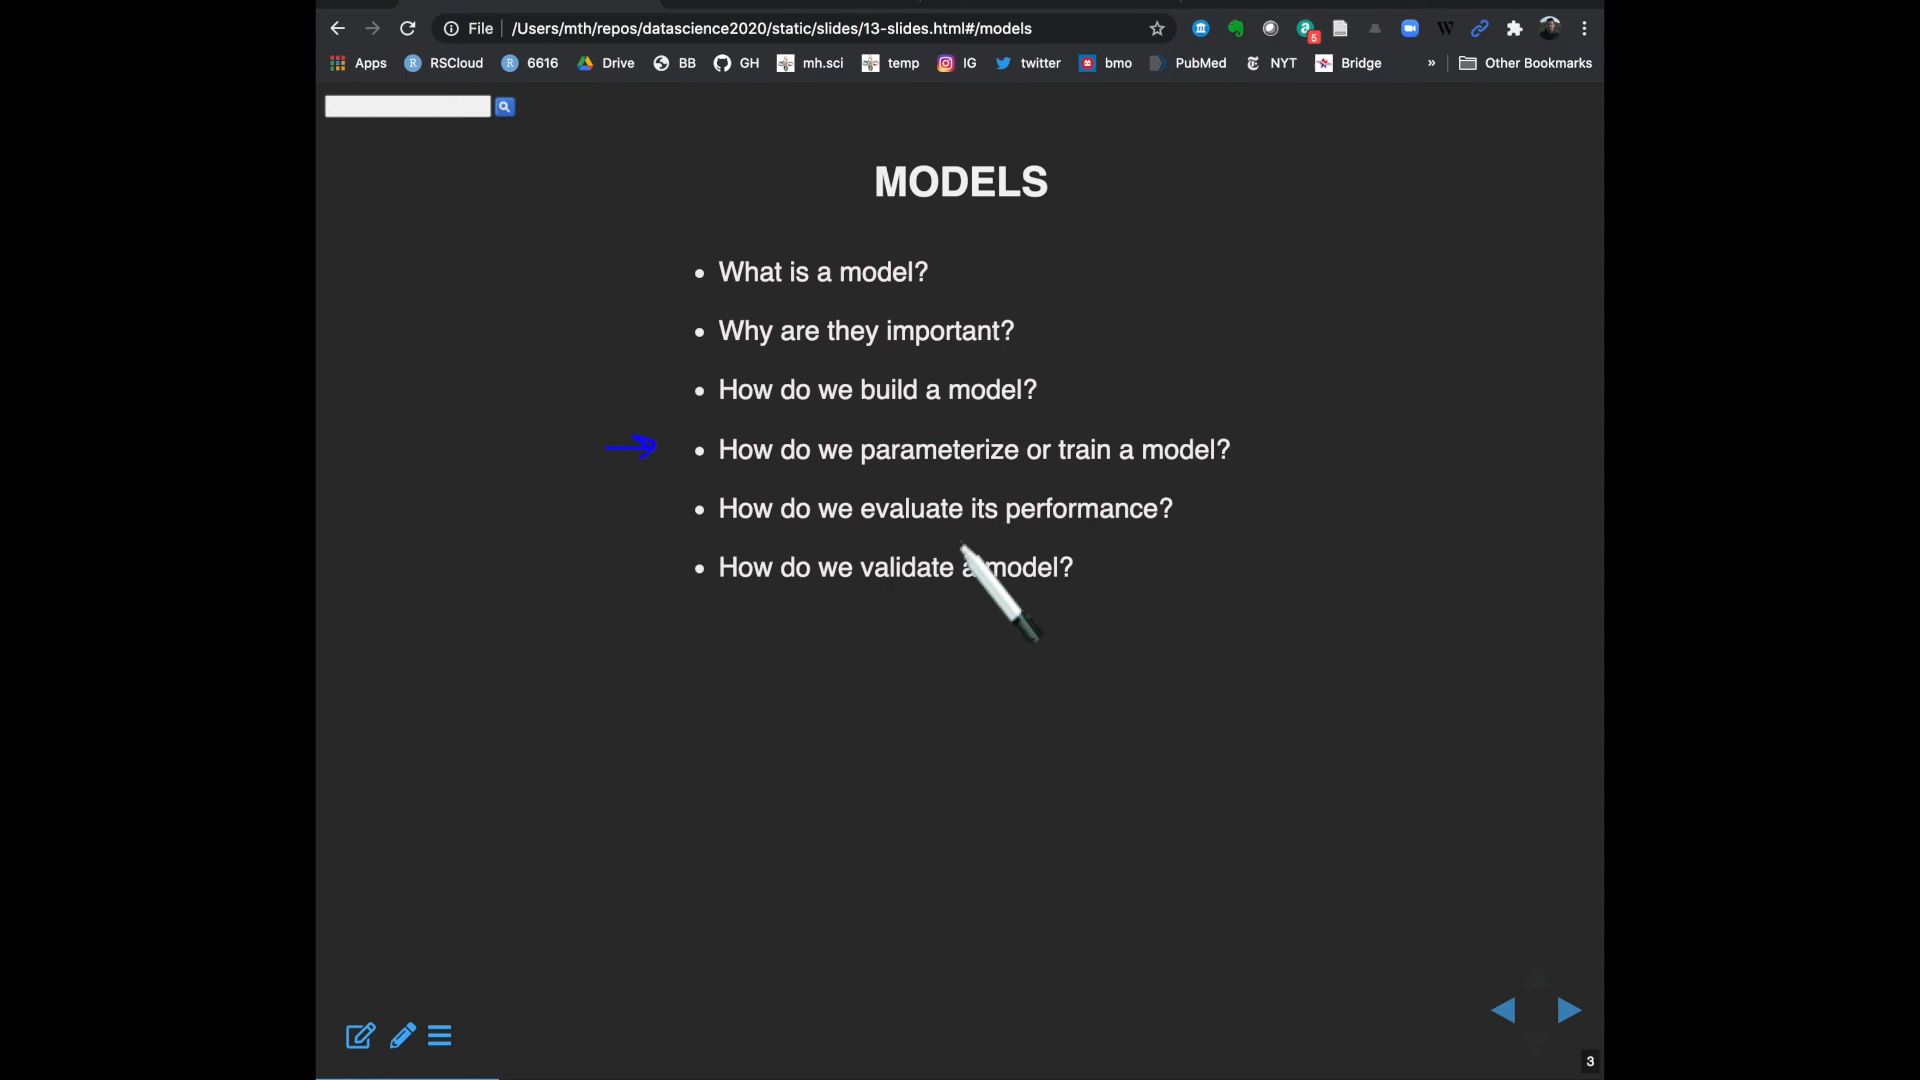 File /Users/mth/repos/datascience2020/static/slides/13-slides.html#/models
5
Apps RSCloud 6616 Drive BB GH mh.sci temp IG twitter bmo PubMed NYT Bridge » Other Bookmarks
MODELS
• What is a model?
• Why are they important?
• How do we build a model?
• How do we parameterize or train a model?
• How do we evaluate its performance?
• How do we validate a model?
3